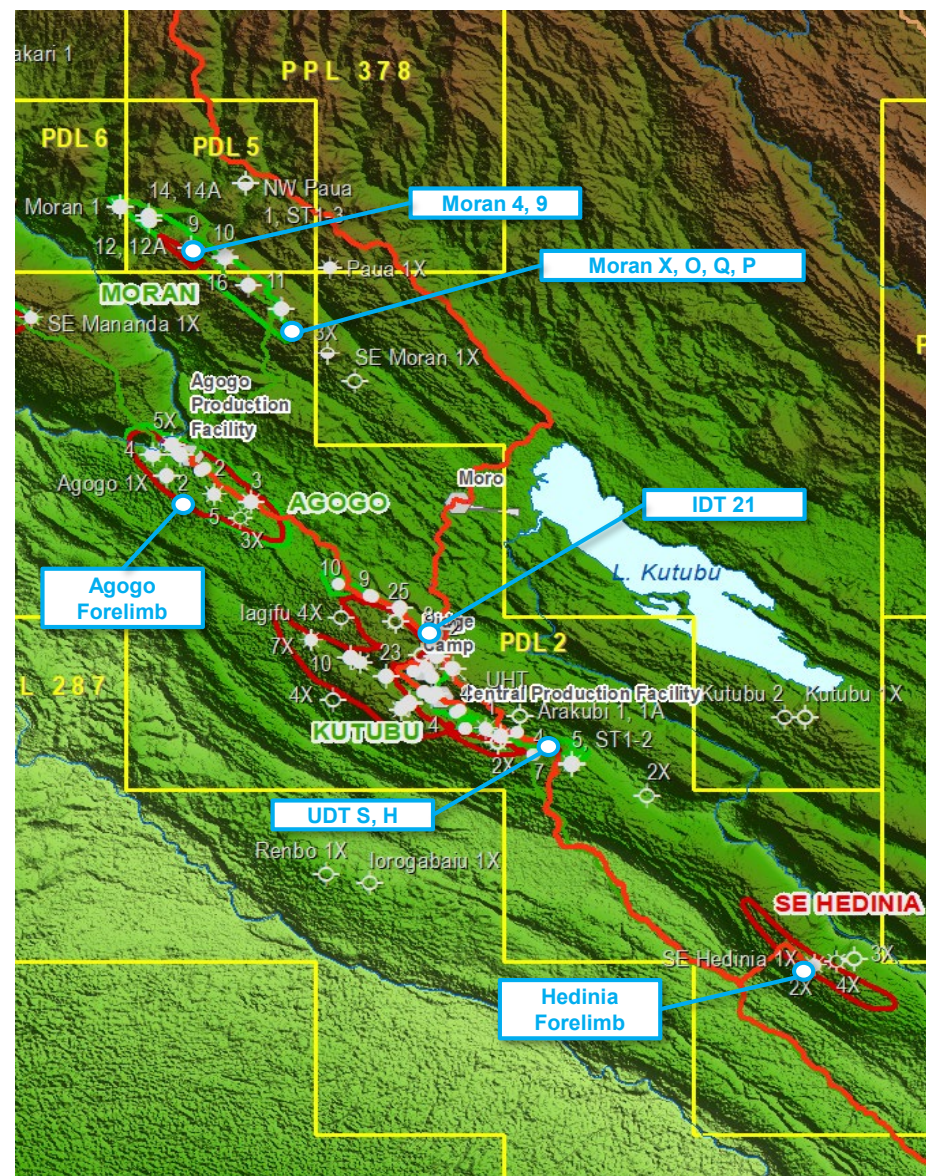 akari 1
PPL 378
PDL 6
PDL 5
NW Paua
1, ST1-3
14, 14A
Moran 1
Moran 4, 9
9
10
12, 12A
Moran X, O, Q, P
Paua 1X
16
11
MORAN
SE Mananda 1X
3X
SE Moran 1X
P
Agogo
Production
Facility
5X
4
2
Agogo 1X
2
3
Moro
AGOGO
IDT 21
5
3X
L. Kutubu
Agogo
Forelimb
10
9
25
Iagifu 4X
Ridge
Camp
2
PDL 2
7X
23
10
L 287
UHT
4X
4
Central Production Facility
Kutubu 2
Kutubu 1X
1
Arakubi 1, 1A
KUTUBU
4
4
5, ST1-2
2X
7
2X
UDT S, H
Renbo 1X
Iorogabaiu 1X
SE HEDINIA
SE Hedinia 1X
3X
2X
4X
Hedinia
Forelimb